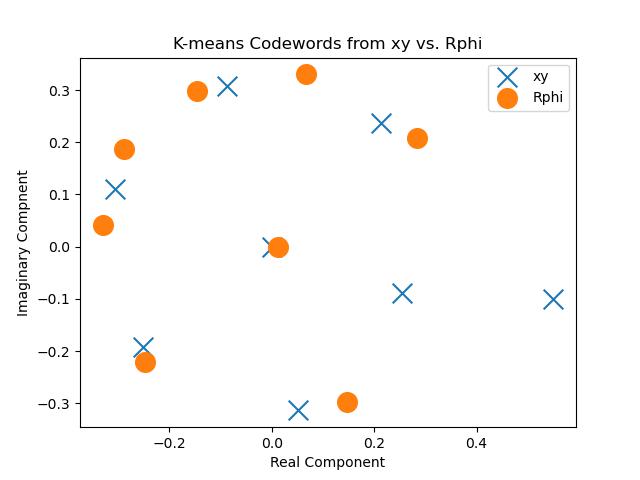 K-means Codewords from xy vs. Rphi
xy
Rphi
0.3
0.2
0.1
0.0
−0.1
−0.2
−0.3
Imaginary Compnent
−0.2 0.0 0.2 0.4
Real Component